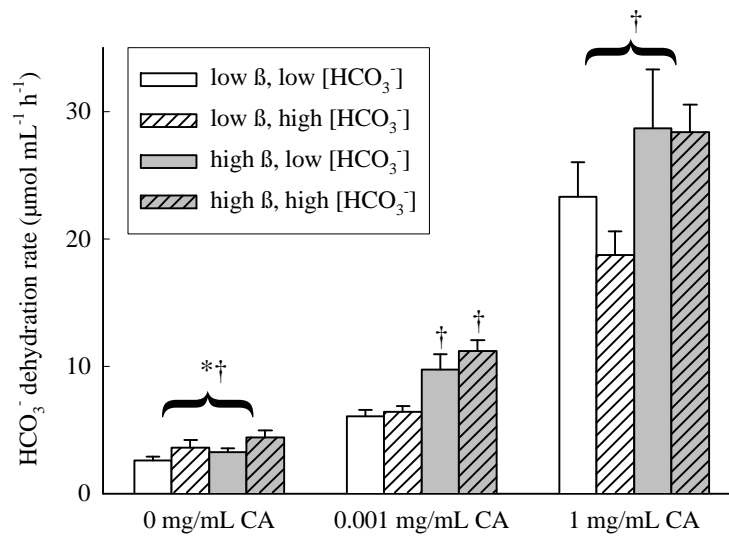 HCO₃⁻ dehydration rate (µmol mL⁻¹ h⁻¹)
30
20
10
0
low ß, low [HCO₃⁻]
low ß, high [HCO₃⁻]
high ß, low [HCO₃⁻]
high ß, high [HCO₃⁻]
*†
†
†
†
0 mg/mL CA
0.001 mg/mL CA
1 mg/mL CA